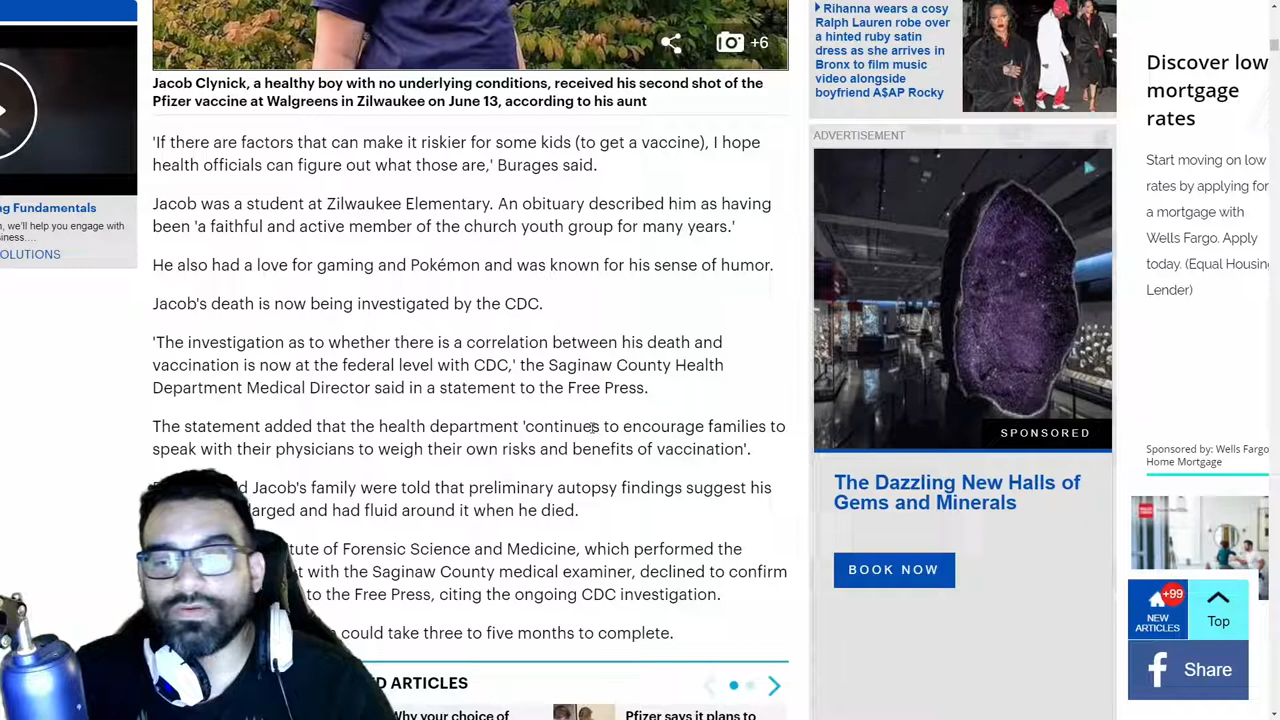 +6
Jacob Clynick, a healthy boy with no underlying conditions, received his second shot of the
Pfizer vaccine at Walgreens in Zilwaukee on June 13, according to his aunt
'If there are factors that can make it riskier for some kids (to get a vaccine), I hope
health officials can figure out what those are,' Burages said.
Jacob was a student at Zilwaukee Elementary. An obituary described him as having
been 'a faithful and active member of the church youth group for many years.'
He also had a love for gaming and Pokémon and was known for his sense of humor.
Jacob's death is now being investigated by the CDC.
'The investigation as to whether there is a correlation between his death and
vaccination is now at the federal level with CDC,' the Saginaw County Health
Department Medical Director said in a statement to the Free Press.
The statement added that the health department 'continues to encourage families to
speak with their physicians to weigh their own risks and benefits of vaccination'.
Jacob's family were told that preliminary autopsy findings suggest his
and had fluid around it when he died.
of Forensic Science and Medicine, which performed the
with the Saginaw County medical examiner, declined to confirm
to the Free Press, citing the ongoing CDC investigation.
could take three to five months to complete.
ARTICLES
Why your choice of
Pfizer says it plans to
Fundamentals
we'll help you engage with
Rihanna wears a cosy
Ralph Lauren robe over
a hinted ruby satin
dress as she arrives in
Bronx to film music
video alongside
boyfriend A$AP Rocky
ADVERTISEMENT
SPONSORED
The Dazzling New Halls of
Gems and Minerals
BOOK NOW
Discover low
mortgage
rates
Start moving on low
rates by applying for
a mortgage with
Wells Fargo. Apply
today. (Equal Housing
Lender)
Sponsored by: Wells Fargo
Home Mortgage
+99
NEW
ARTICLES
Top
Share